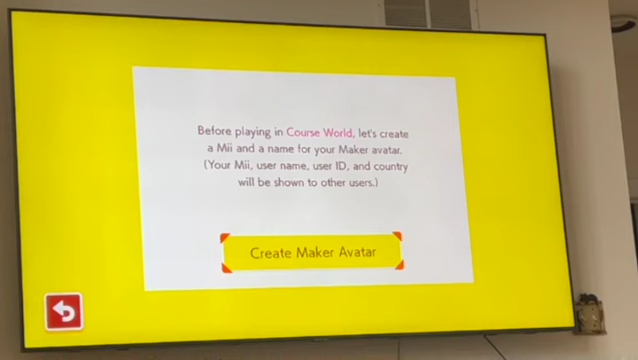 Before playing in Course World, let's create
a Mii and a name for your Maker avatar.
(Your Mii, user name, user ID, and country
will be shown to other users.)
Create Maker Avatar